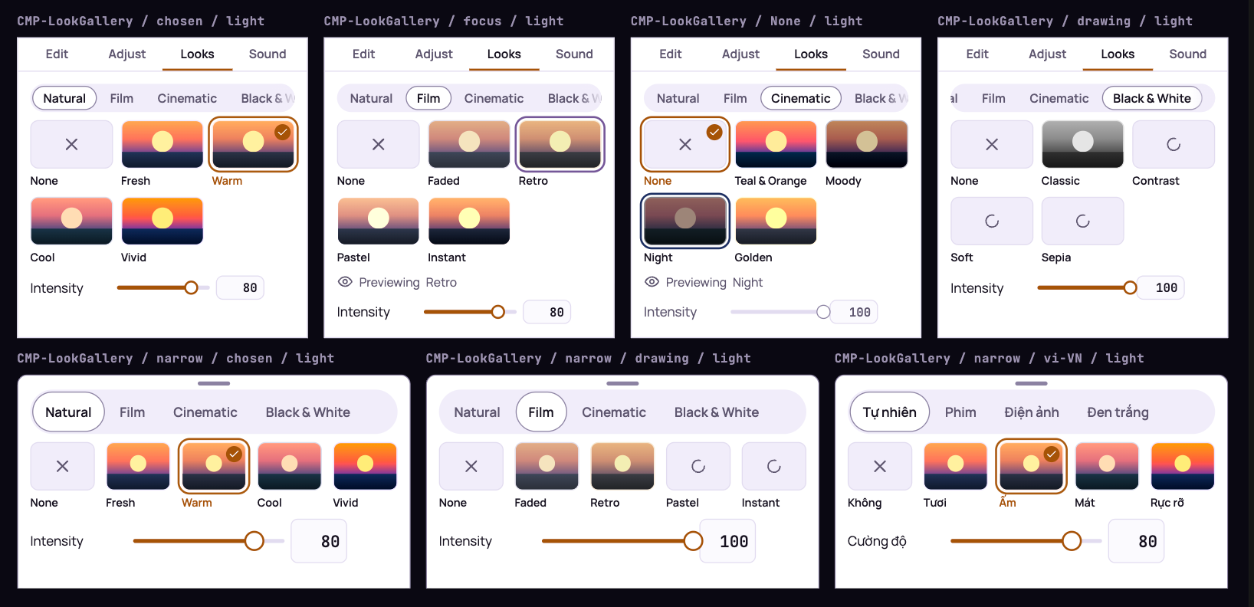 CMP-LookGallery / chosen / light
Edit Adjust Looks Sound
Natural Film Cinematic Black & W
None Fresh Warm
Cool Vivid
Intensity 80
CMP-LookGallery / focus / light
Edit Adjust Looks Sound
Natural Film Cinematic Black & W
None Faded Retro
Pastel Instant
Previewing Retro
Intensity 80
CMP-LookGallery / None / light
Edit Adjust Looks Sound
Natural Film Cinematic Black &
None Teal & Orange Moody
Night Golden
Previewing Night
Intensity 100
CMP-LookGallery / drawing / light
Edit Adjust Looks Sound
al Film Cinematic Black & White
None Classic Contrast
Soft Sepia
Intensity 100
CMP-LookGallery / narrow / chosen / light
Natural Film Cinematic Black & White
None Fresh Warm Cool Vivid
Intensity 80
CMP-LookGallery / narrow / drawing / light
Natural Film Cinematic Black & White
None Faded Retro Pastel Instant
Intensity 100
CMP-LookGallery / narrow / vi-VN / light
Tự nhiên Phim Điện ảnh Đen trắng
Không Tươi Ấm Mát Rực rỡ
Cường độ 80